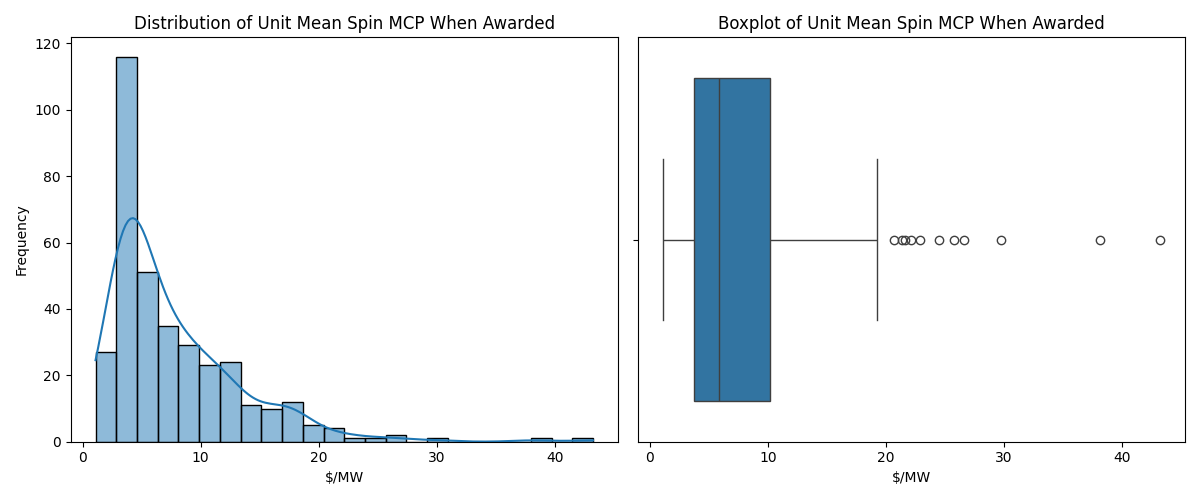 Distribution of Unit Mean Spin MCP When Awarded
120
100
80
60
40
20
0
Frequency
0 10 20 30 40
$/MW
Boxplot of Unit Mean Spin MCP When Awarded
0 10 20 30 40
$/MW